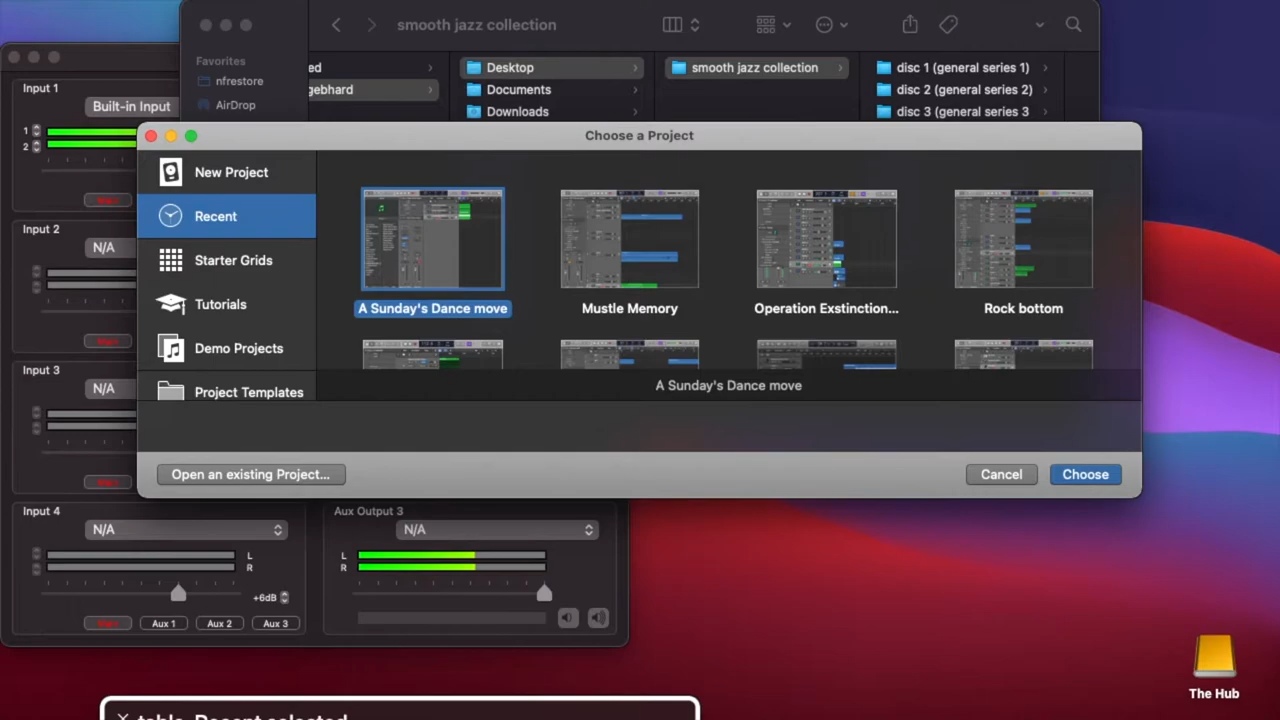 smooth jazz collection
Favorites
nfrestore
AirDrop
ed
gebhard
Desktop
Documents
Downloads
smooth jazz collection
disc 1 (general series 1)
disc 2 (general series 2)
disc 3 (general series 3
Input 1
Built-in Input
1
2
Input 2
N/A
Input 3
N/A
Choose a Project
New Project
Recent
Starter Grids
Tutorials
Demo Projects
Project Templates
A Sunday's Dance move
Mustle Memory
Operation Exstinction...
Rock bottom
A Sunday's Dance move
Open an existing Project...
Cancel
Choose
Input 4
N/A
L
R
+6dB
Aux 1
Aux 2
Aux 3
Aux Output 3
N/A
L
R
The Hub
table Recent selected